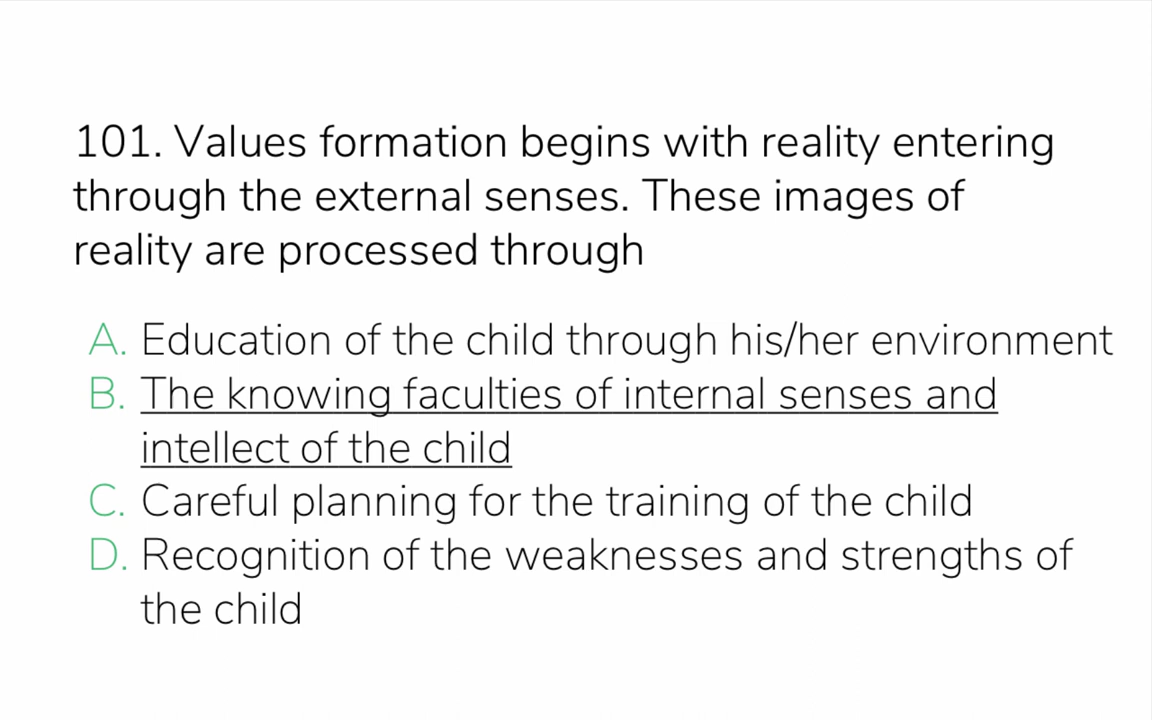 101. Values formation begins with reality entering
through the external senses. These images of
reality are processed through
A. Education of the child through his/her environment
B. The knowing faculties of internal senses and
intellect of the child
C. Careful planning for the training of the child
D. Recognition of the weaknesses and strengths of
the child